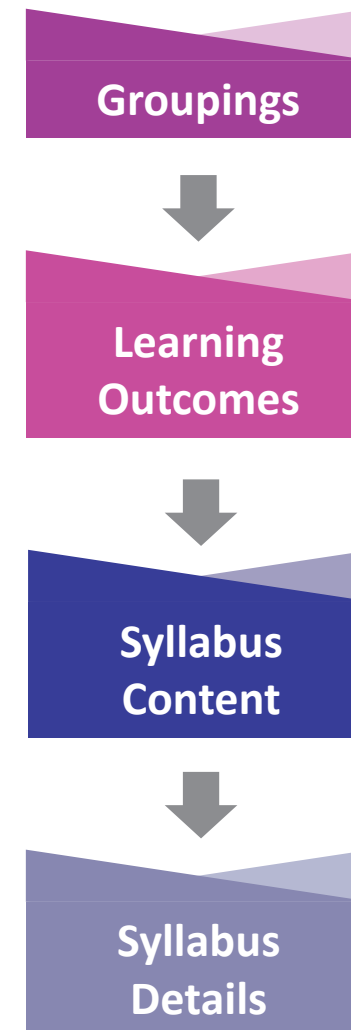 Groupings
Learning
Outcomes
Syllabus
Content
Syllabus
Details